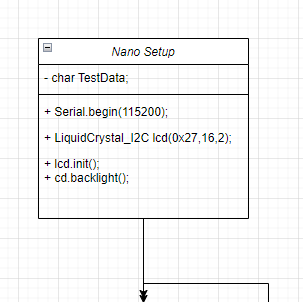 Nano Setup
- char TestData;
+ Serial.begin(115200);
+ LiquidCrystal_I2C lcd(0x27,16,2);
+ lcd.init();
+ cd.backlight();